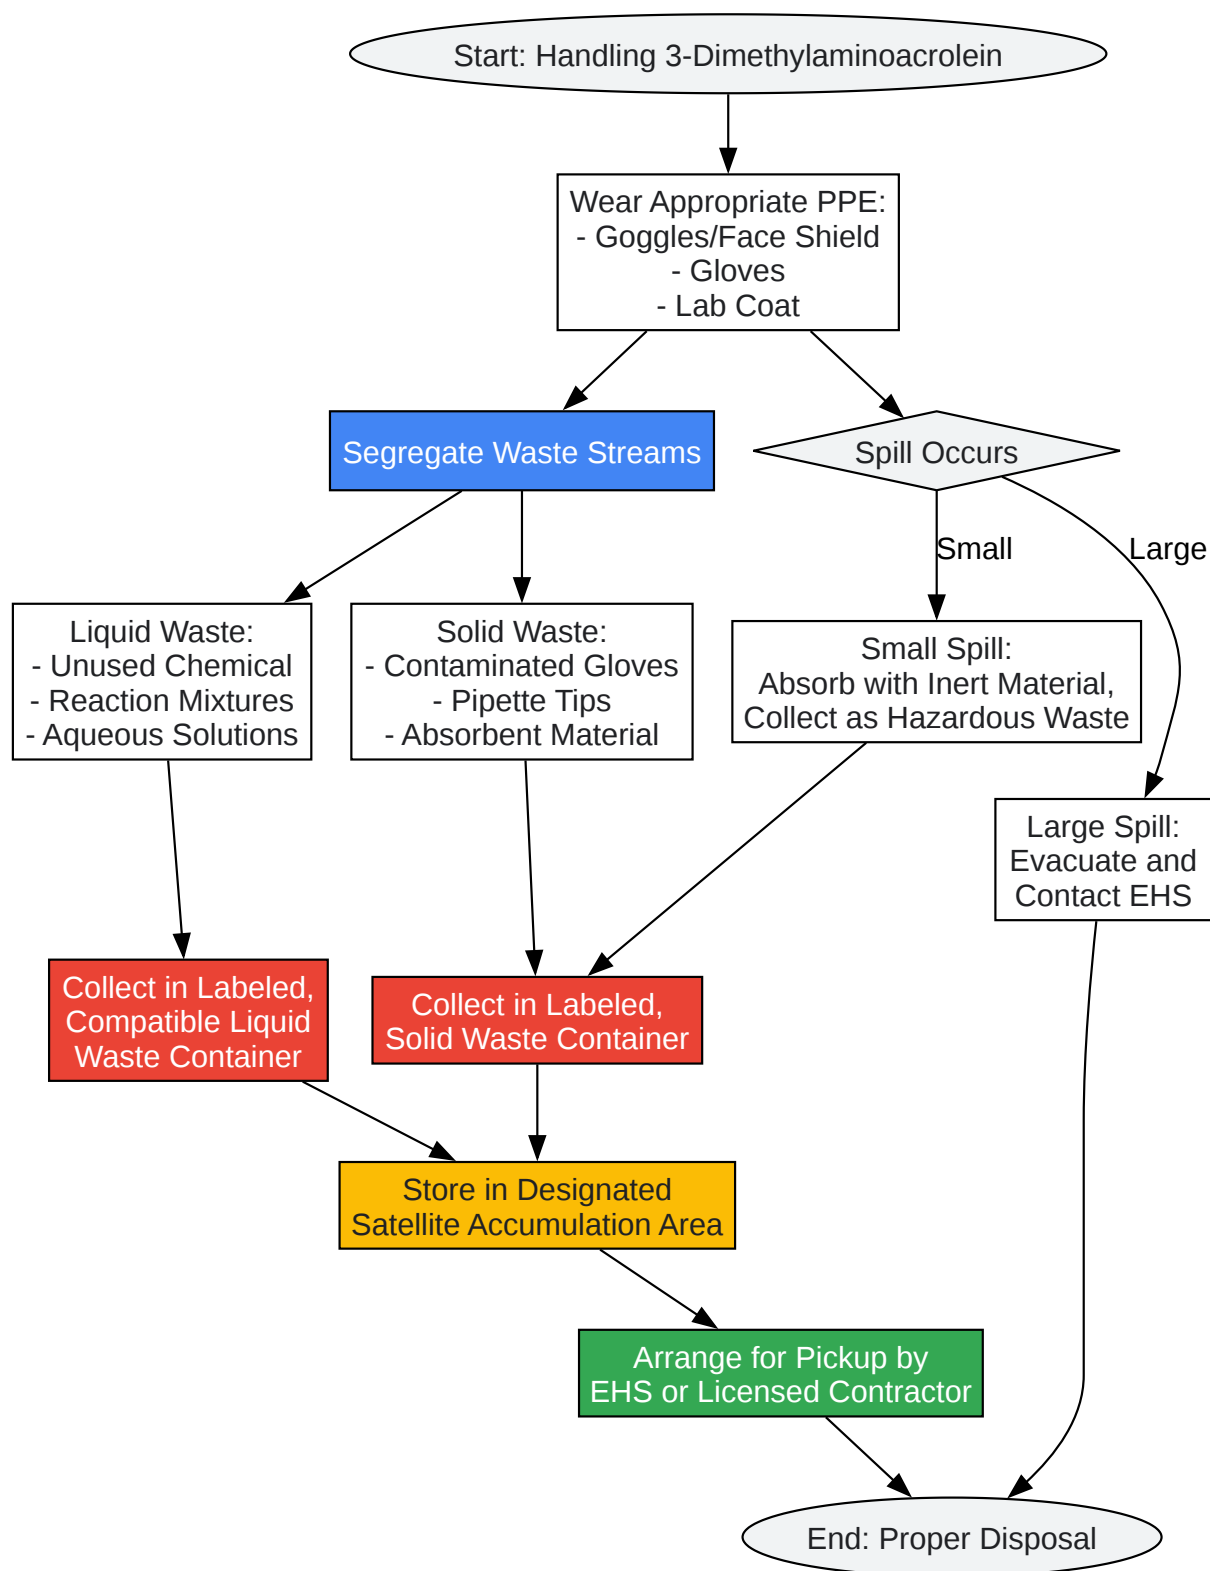 Start: Handling 3-Dimethylaminoacrolein
Wear Appropriate PPE:
- Goggles/Face Shield
- Gloves
- Lab Coat
Segregate Waste Streams
Spill Occurs
Small
Large
Liquid Waste:
- Unused Chemical
- Reaction Mixtures
- Aqueous Solutions
Solid Waste:
- Contaminated Gloves
- Pipette Tips
- Absorbent Material
Small Spill:
Absorb with Inert Material,
Collect as Hazardous Waste
Large Spill:
Evacuate and
Contact EHS
Collect in Labeled,
Compatible Liquid
Waste Container
Collect in Labeled,
Solid Waste Container
Store in Designated
Satellite Accumulation Area
Arrange for Pickup by
EHS or Licensed Contractor
End: Proper Disposal